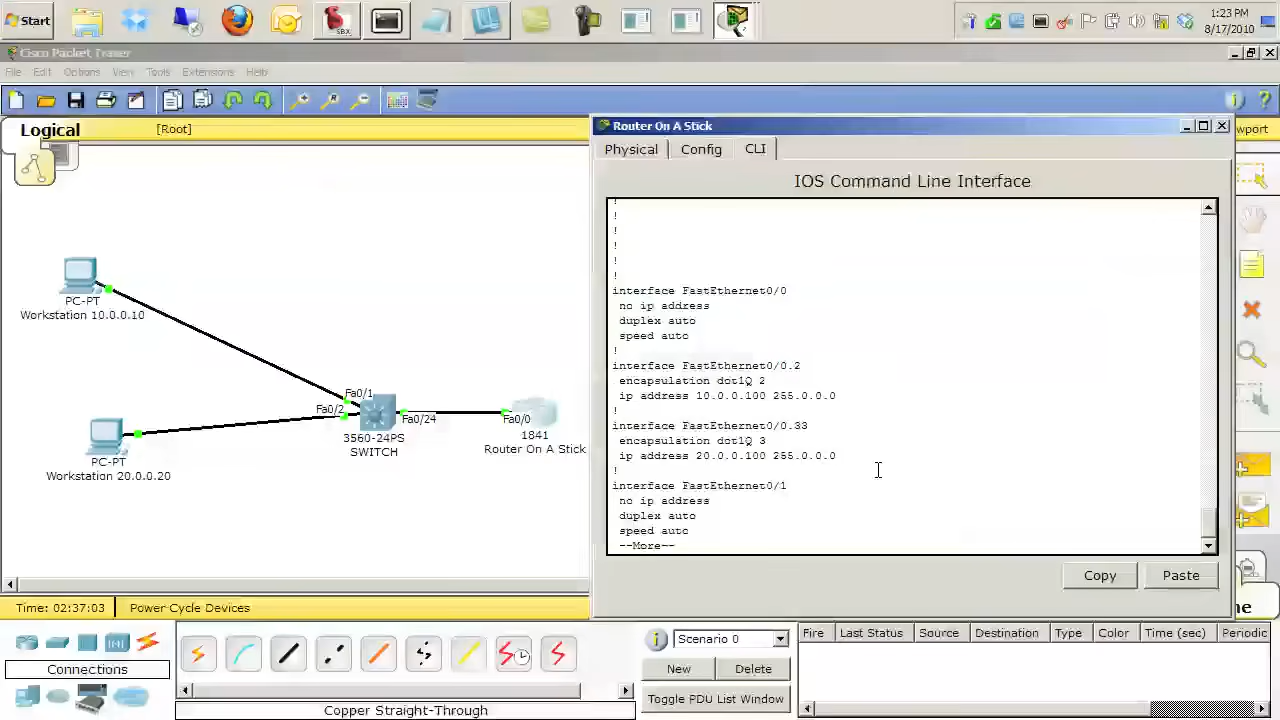 Start
SBX
1:23 PM
8/17/2010
Cisco Packet Tracer
File Edit Options View Tools Extensions Help
Logical
[Root]
wport
Router On A Stick
Physical Config CLI
IOS Command Line Interface
!
!
!
!
!
!
interface FastEthernet0/0
no ip address
duplex auto
speed auto
!
interface FastEthernet0/0.2
encapsulation dot1Q 2
ip address 10.0.0.100 255.0.0.0
!
interface FastEthernet0/0.33
encapsulation dot1Q 3
ip address 20.0.0.100 255.0.0.0
!
interface FastEthernet0/1
no ip address
duplex auto
speed auto
--More--
Copy Paste
PC-PT
Workstation 10.0.0.10
Fa0/1
Fa0/2
Fa0/24
Fa0/0
3560-24PS
SWITCH
1841
Router On A Stick
PC-PT
Workstation 20.0.0.20
Time: 02:37:03 Power Cycle Devices
me
Connections
Copper Straight-Through
Scenario 0
New Delete
Toggle PDU List Window
Fire Last Status Source Destination Type Color Time (sec) Periodic